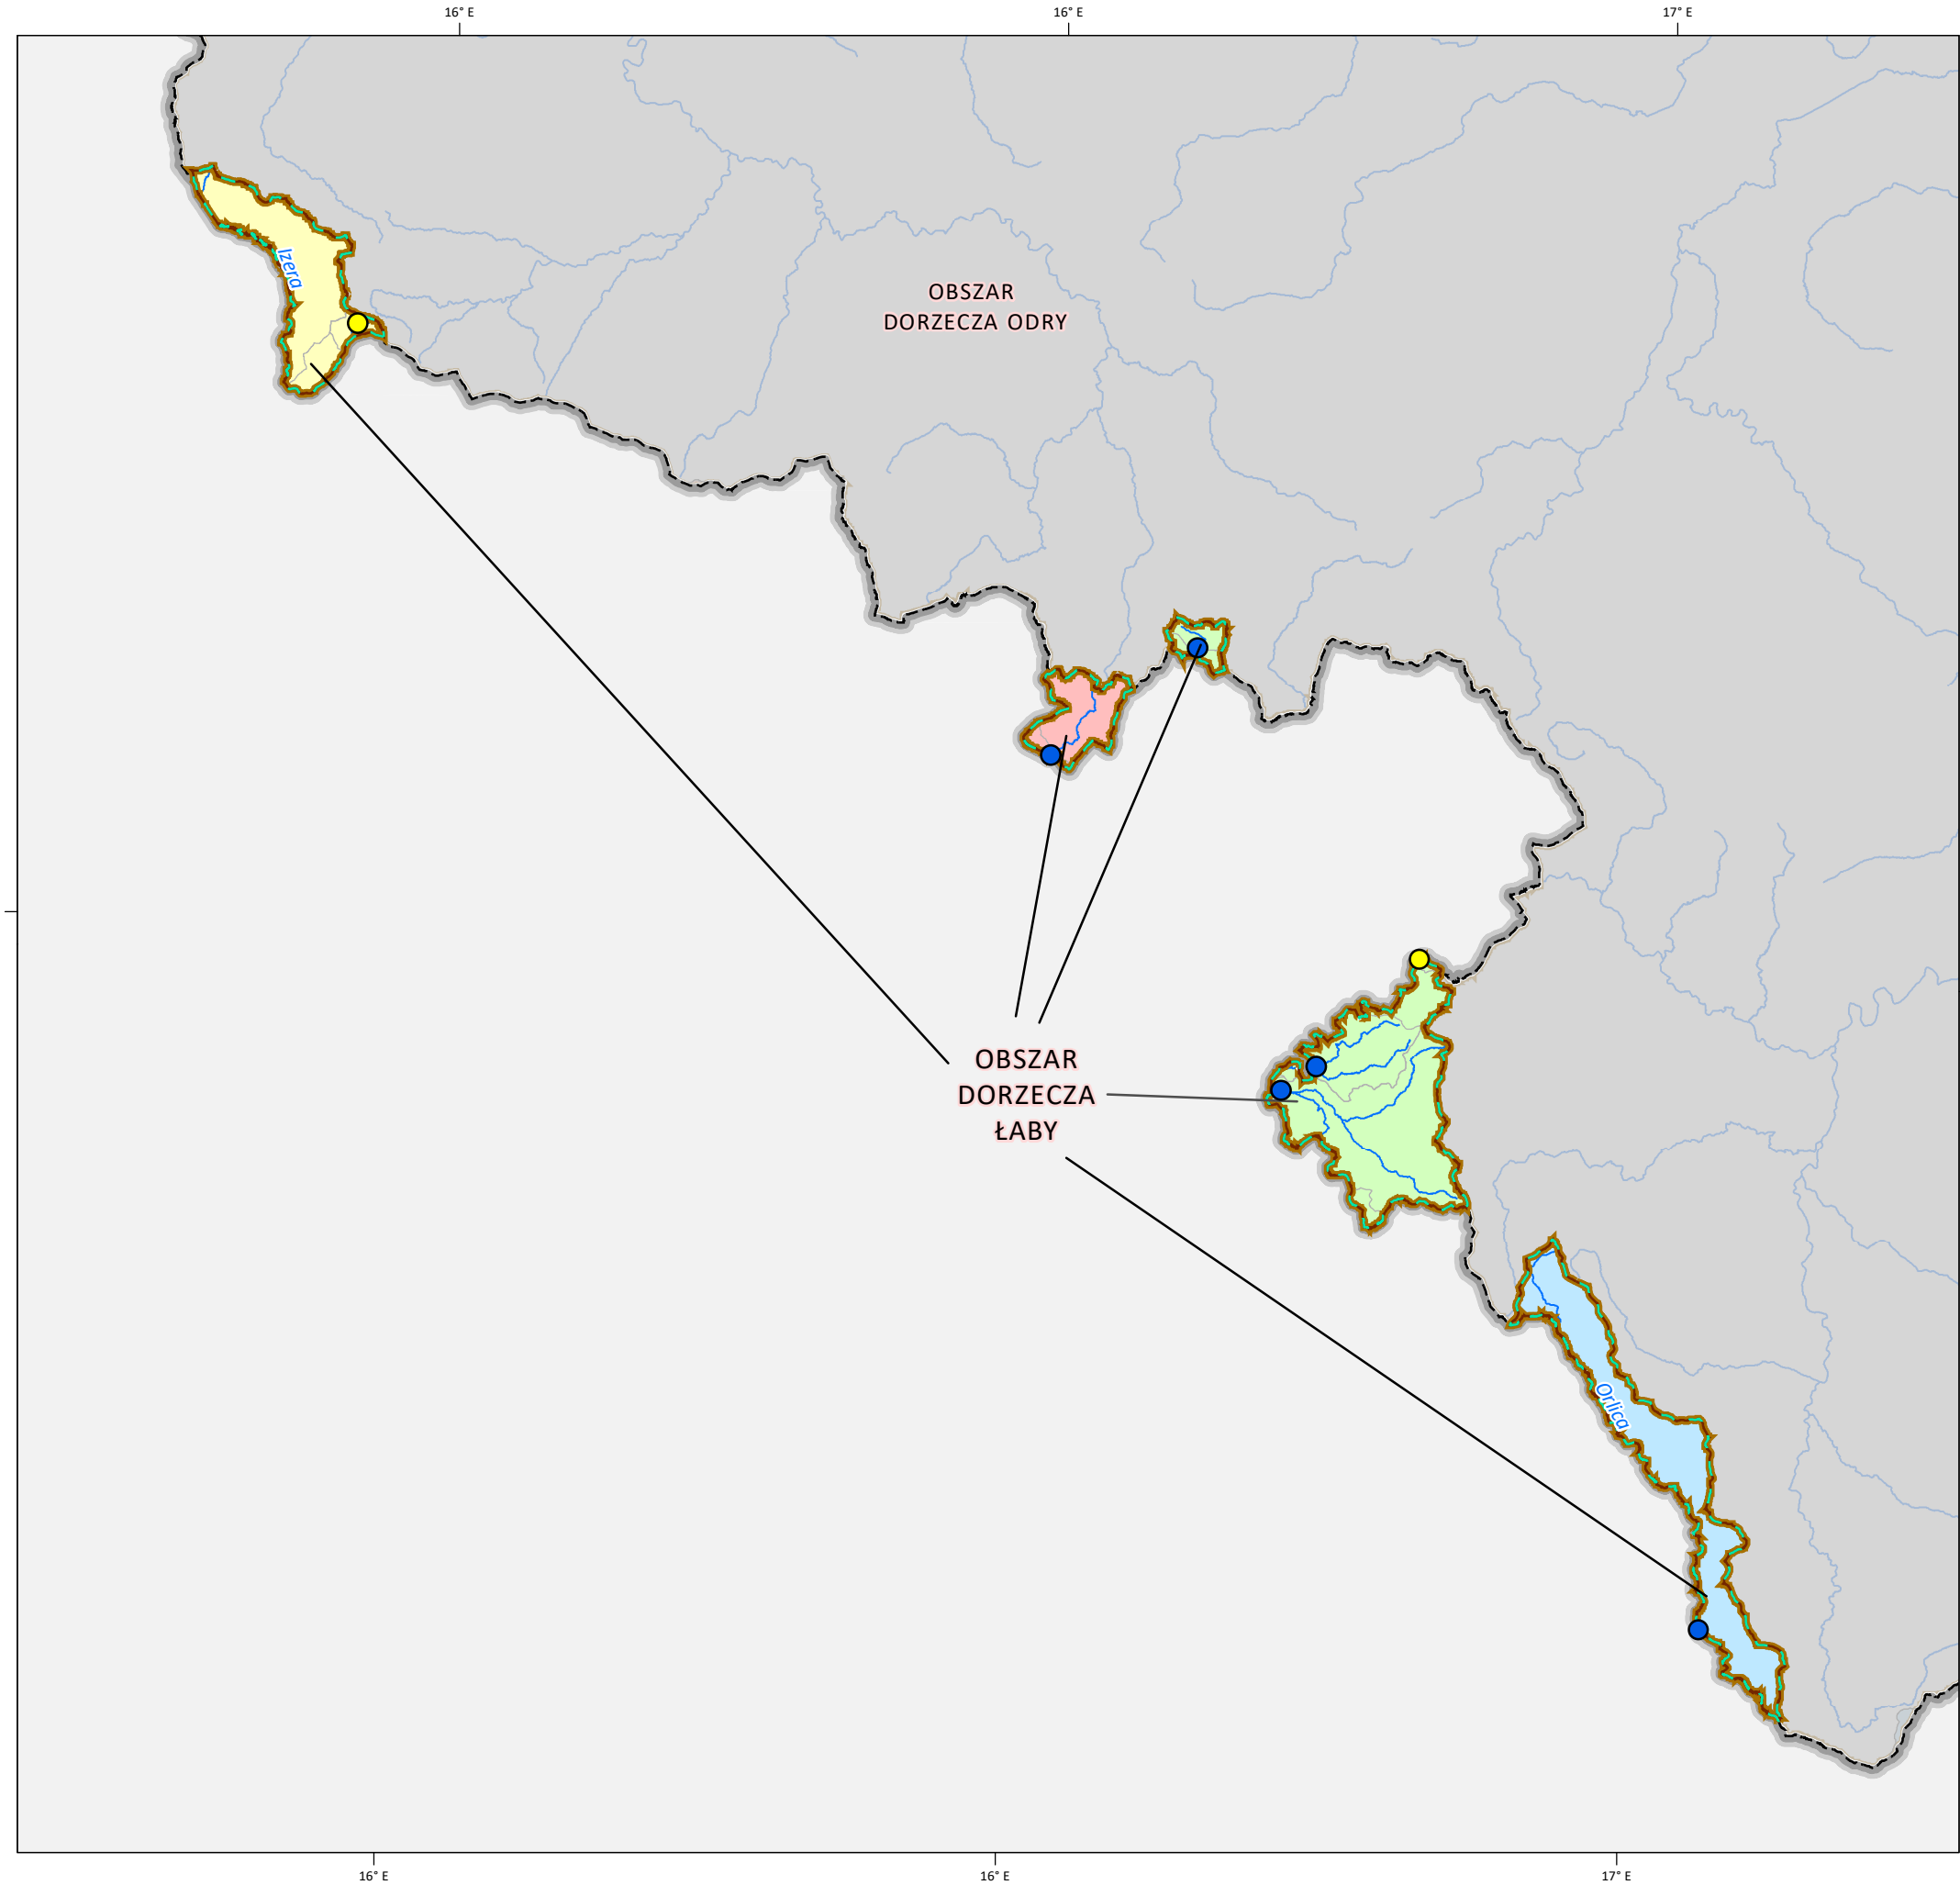 16° E
16° E
17° E
Izera
OBSZAR
DORZECZA ODRY
OBSZAR
DORZECZA
ŁABY
Orlica
16° E
16° E
17° E